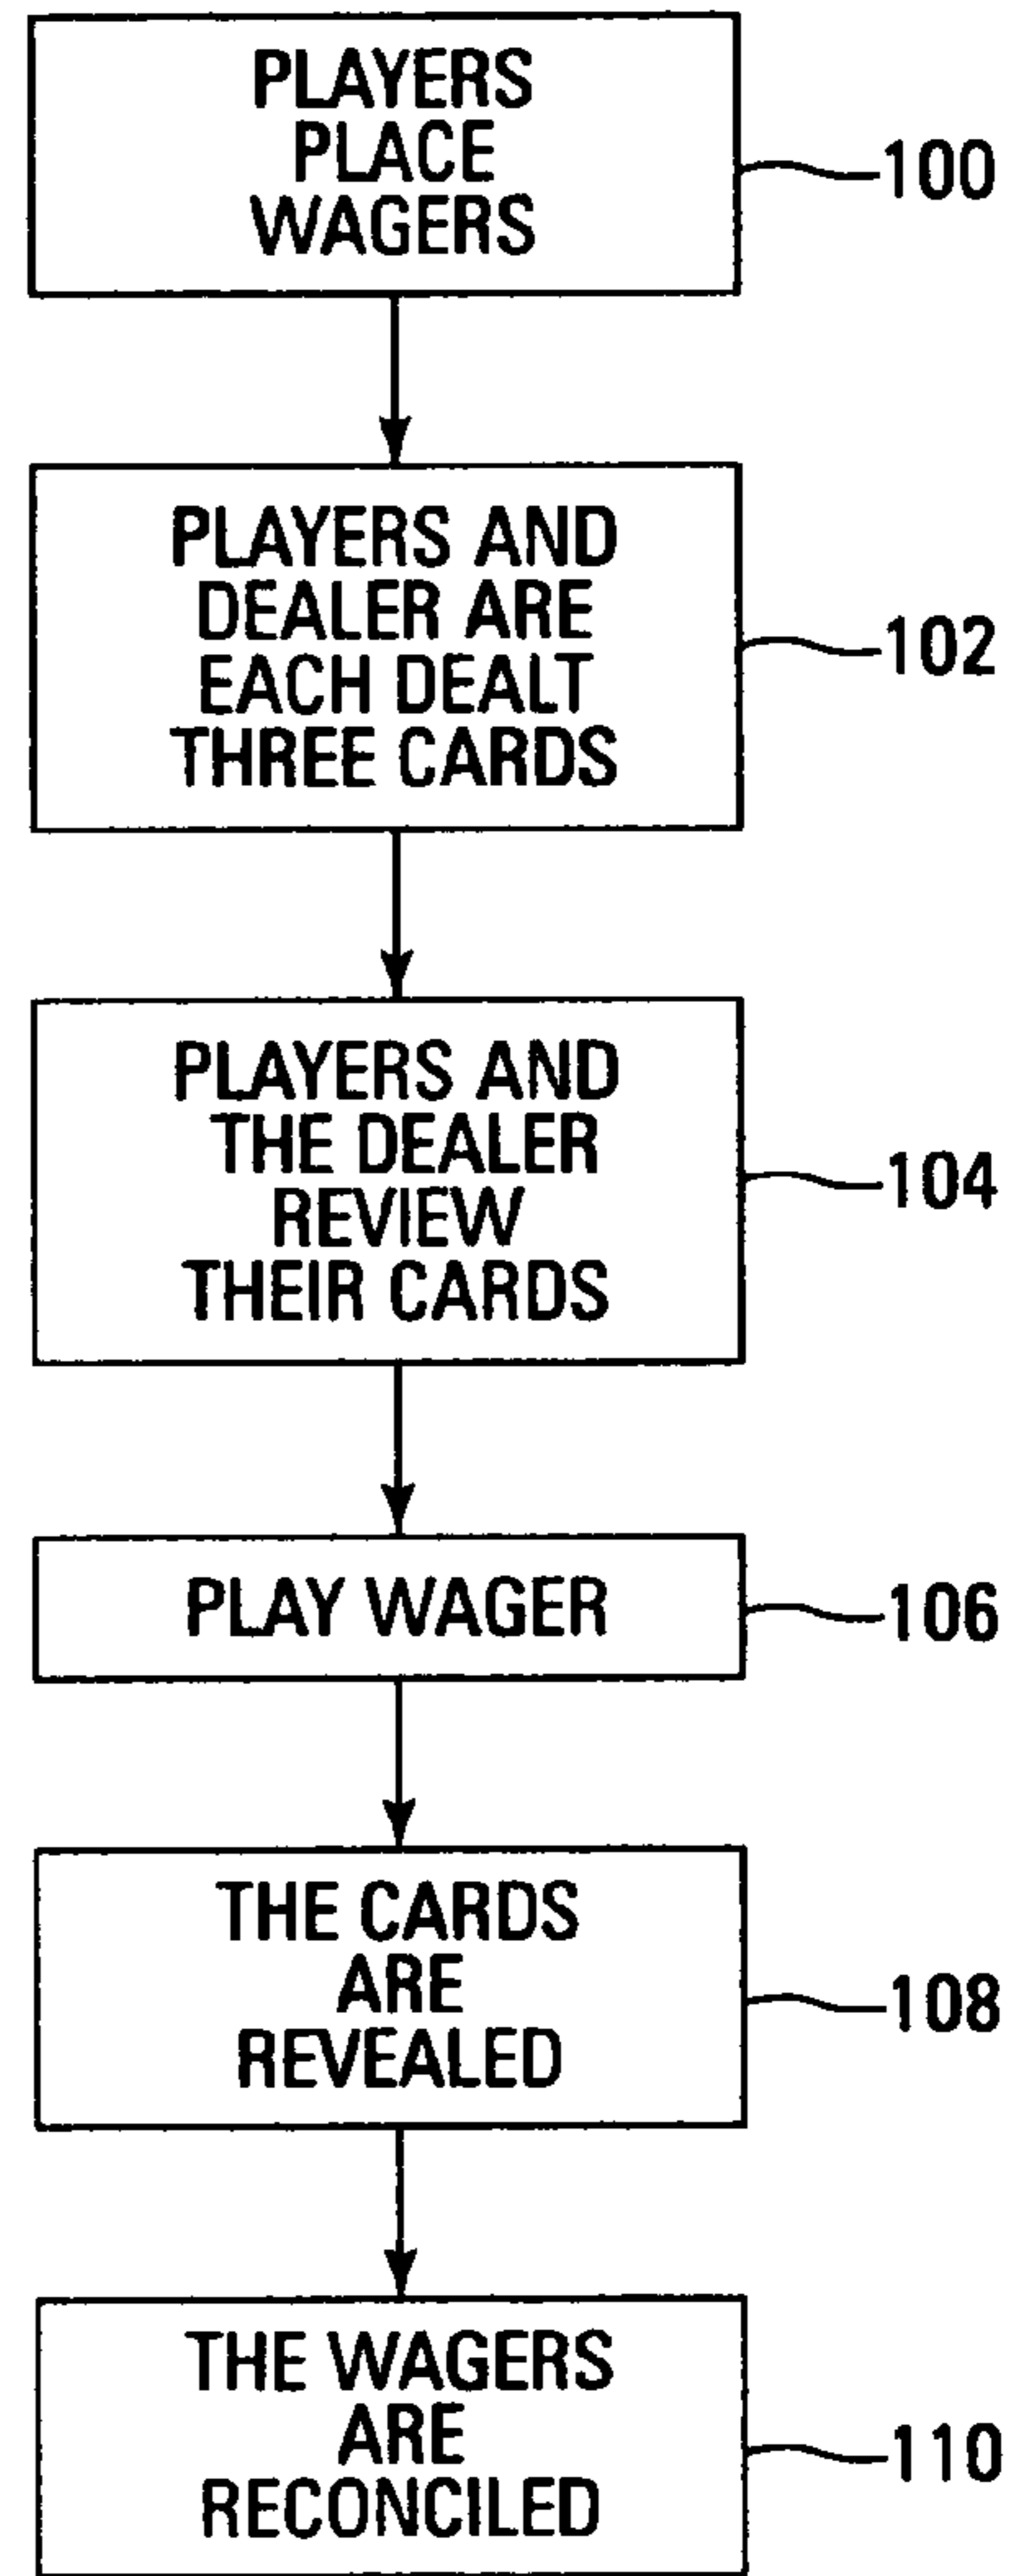 PLAYERS
PLACE
WAGERS
100
PLAYERS AND
DEALER ARE
EACH DEALT
THREE CARDS
102
PLAYERS AND
THE DEALER
REVIEW
THEIR CARDS
104
PLAY WAGER
106
THE CARDS
ARE
REVEALED
108
THE WAGERS
ARE
RECONCILED
110